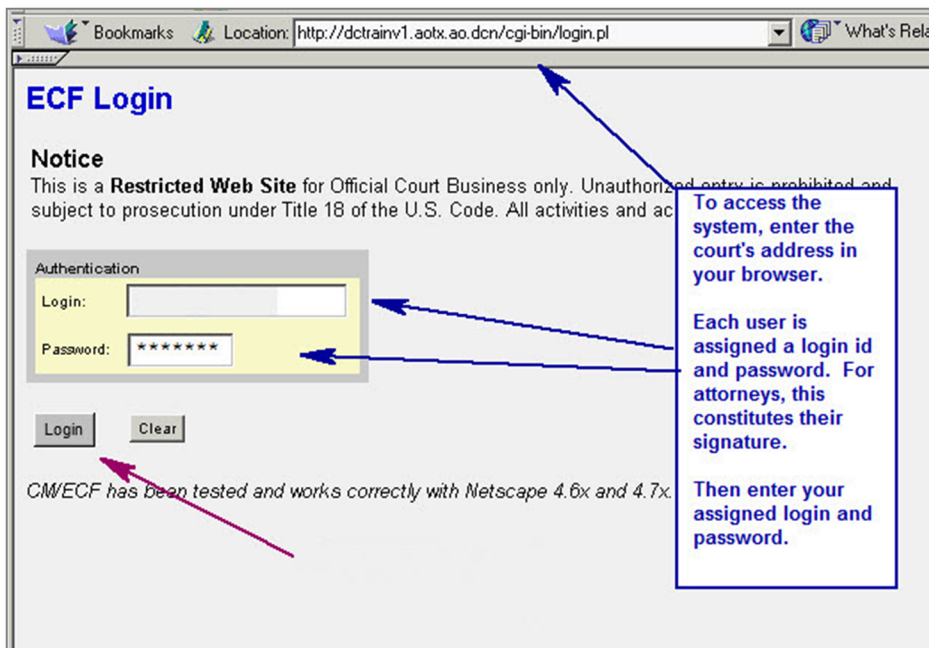 Bookmarks Location: http://dctrainv1.aotx.ao.dcn/cgi-bin/login.pl What's Rela
ECF Login
Notice
This is a Restricted Web Site for Official Court Business only. Unauthorized entry is prohibited and
subject to prosecution under Title 18 of the U.S. Code. All activities and ac
Authentication
Login:
Password: *******
Login Clear
CM/ECF has been tested and works correctly with Netscape 4.6x and 4.7x.
To access the
system, enter the
court's address in
your browser.
Each user is
assigned a login id
and password. For
attorneys, this
constitutes their
signature.
Then enter your
assigned login and
password.